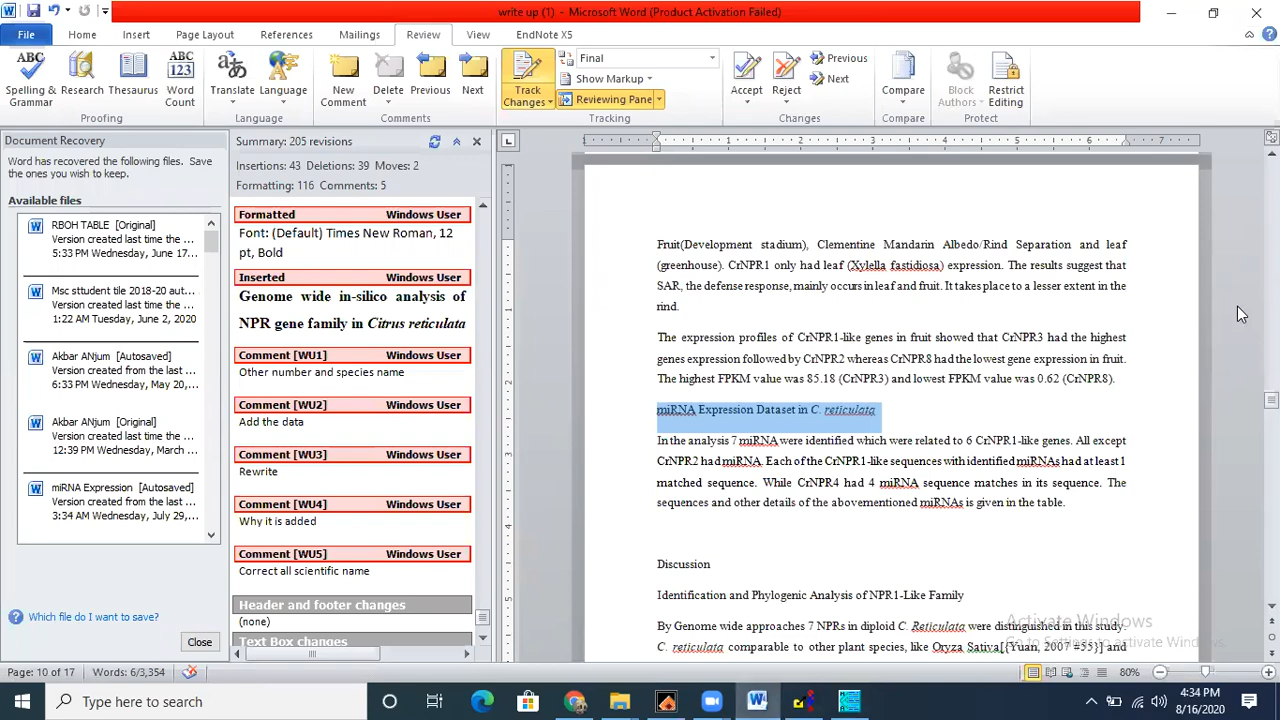 write up (1) - Microsoft Word (Product Activation Failed)
File Home Insert Page Layout References Mailings Review View EndNote X5
Spelling & Grammar
Research
Thesaurus
Word Count
Proofing
Translate
Language
Language
New Comment
Delete
Previous
Next
Comments
Track Changes
Final
Show Markup
Reviewing Pane
Tracking
Accept
Reject
Previous
Next
Changes
Compare
Compare
Block Authors
Restrict Editing
Protect
Document Recovery
Word has recovered the following files. Save
the ones you wish to keep.
Available files
RBOH TABLE [Original]
Version created last time the ...
5:33 PM Wednesday, June 17...
Msc sttudent tile 2018-20 aut...
Version created last time the ...
1:22 AM Tuesday, June 2, 2020
Akbar ANjum [Autosaved]
Version created from the last ...
6:33 PM Wednesday, May 20,...
Akbar ANjum [Original]
Version created last time the ...
12:39 PM Wednesday, March ...
miRNA Expression [Autosaved]
Version created from the last ...
3:34 AM Wednesday, July 29,...
Which file do I want to save?
Close
Summary: 205 revisions
Insertions: 43 Deletions: 39 Moves: 2
Formatting: 116 Comments: 5
Formatted Windows User
Font: (Default) Times New Roman, 12
pt, Bold
Inserted Windows User
Genome wide in-silico analysis of
NPR gene family in Citrus reticulata
Comment [WU1] Windows User
Other number and species name
Comment [WU2] Windows User
Add the data
Comment [WU3] Windows User
Rewrite
Comment [WU4] Windows User
Why it is added
Comment [WU5] Windows User
Correct all scientific name
Header and footer changes
(none)
Text Box changes
Fruit(Development stadium), Clementine Mandarin Albedo/Rind Separation and leaf
(greenhouse). CrNPR1 only had leaf (Xylella fastidiosa) expression. The results suggest that
SAR, the defense response, mainly occurs in leaf and fruit. It takes place to a lesser extent in the
rind.
The expression profiles of CrNPR1-like genes in fruit showed that CrNPR3 had the highest
genes expression followed by CrNPR2 whereas CrNPR8 had the lowest gene expression in fruit.
The highest FPKM value was 85.18 (CrNPR3) and lowest FPKM value was 0.62 (CrNPR8).
miRNA Expression Dataset in C. reticulata
In the analysis 7 miRNA were identified which were related to 6 CrNPR1-like genes. All except
CrNPR2 had miRNA. Each of the CrNPR1-like sequences with identified miRNAs had at least 1
matched sequence. While CrNPR4 had 4 miRNA sequence matches in its sequence. The
sequences and other details of the abovementioned miRNAs is given in the table.
Discussion
Identification and Phylogenic Analysis of NPR1-Like Family
By Genome wide approaches 7 NPRs in diploid C. Reticulata were distinguished in this study.
C. reticulata comparable to other plant species, like Oryza Sativa[{Yuan, 2007 #55}] and
Activate Windows
Go to Settings to activate Windows.
Page: 10 of 17 Words: 6/3,354 80%
Type here to search
4:34 PM
8/16/2020